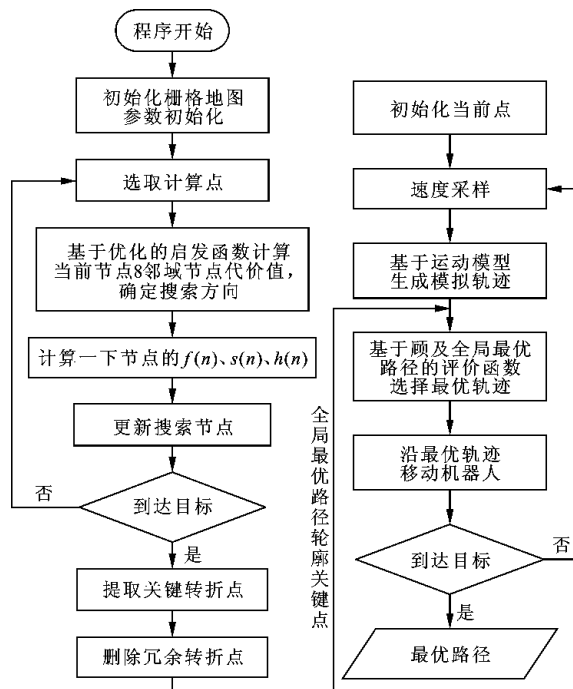 程序开始
初始化栅格地图
参数初始化
选取计算点
基于优化的启发函数计算
当前节点8邻域节点代价值，
确定搜索方向
计算一下节点的f(n)、s(n)、h(n)
更新搜索节点
否
到达目标
是
提取关键转折点
删除冗余转折点
全局最优路径轮廓关键点
初始化当前点
速度采样
基于运动模型
生成模拟轨迹
基于顾及全局最优
路径的评价函数
选择最优轨迹
沿最优轨迹
移动机器人
否
到达目标
是
最优路径